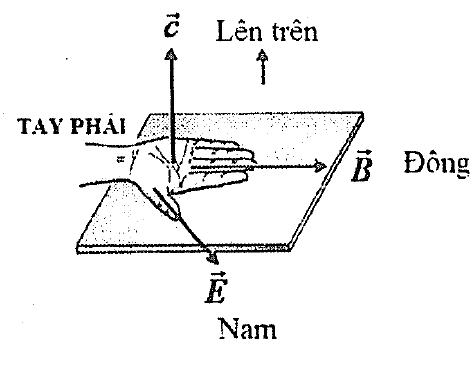 c⃗ Lên trên
TAY PHẢI
B⃗ Đông
E⃗
Nam